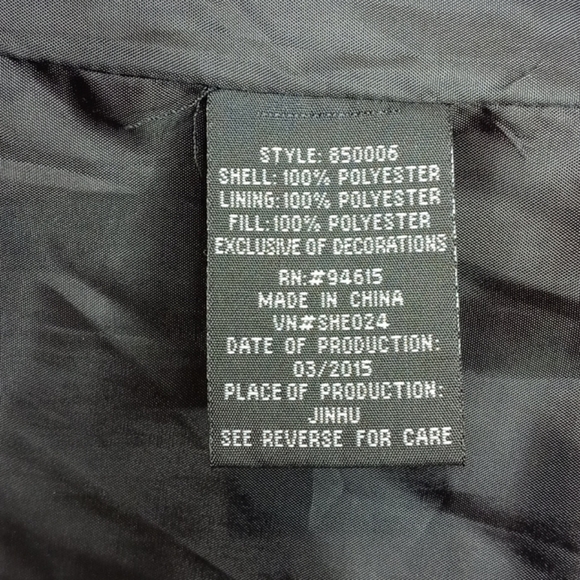 STYLE: 850006
SHELL: 100% POLYESTER
LINING: 100% POLYESTER
FILL: 100% POLYESTER
EXCLUSIVE OF DECORATIONS
RN:#94615
MADE IN CHINA
VN#SHE024
DATE OF PRODUCTION:
03/2015
PLACE OF PRODUCTION:
JINHU
SEE REVERSE FOR CARE